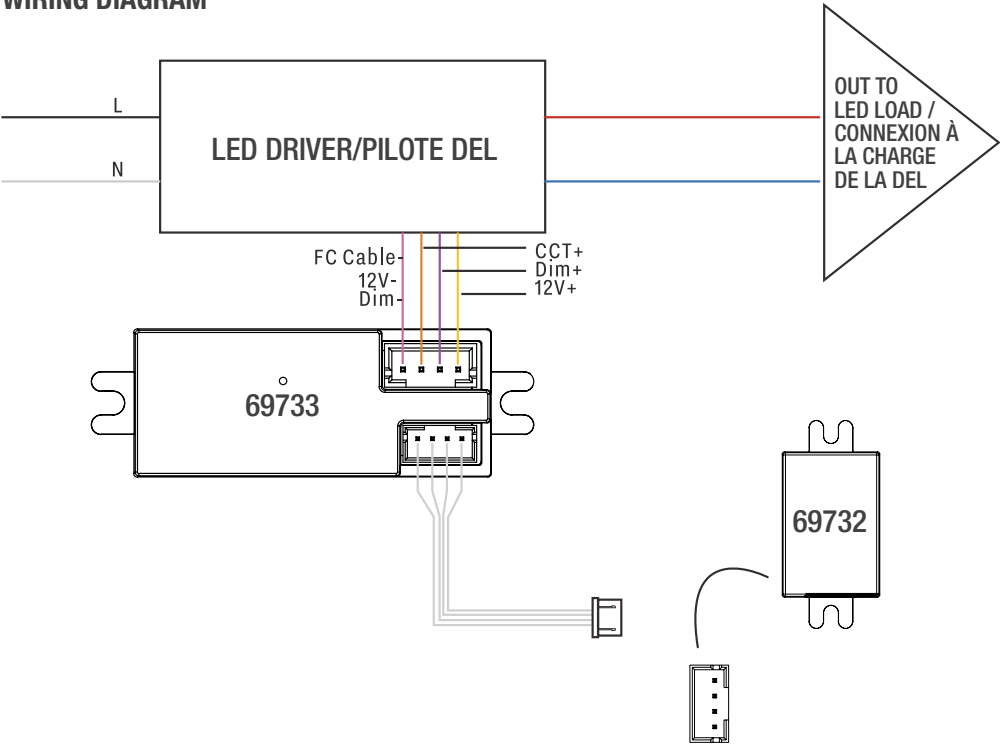 WIRING DIAGRAM
L
N
LED DRIVER/PILOTE DEL
OUT TO
LED LOAD /
CONNEXION À
LA CHARGE
DE LA DEL
FC Cable-
12V-
Dim-
CCT+
Dim+
12V+
69733
69732